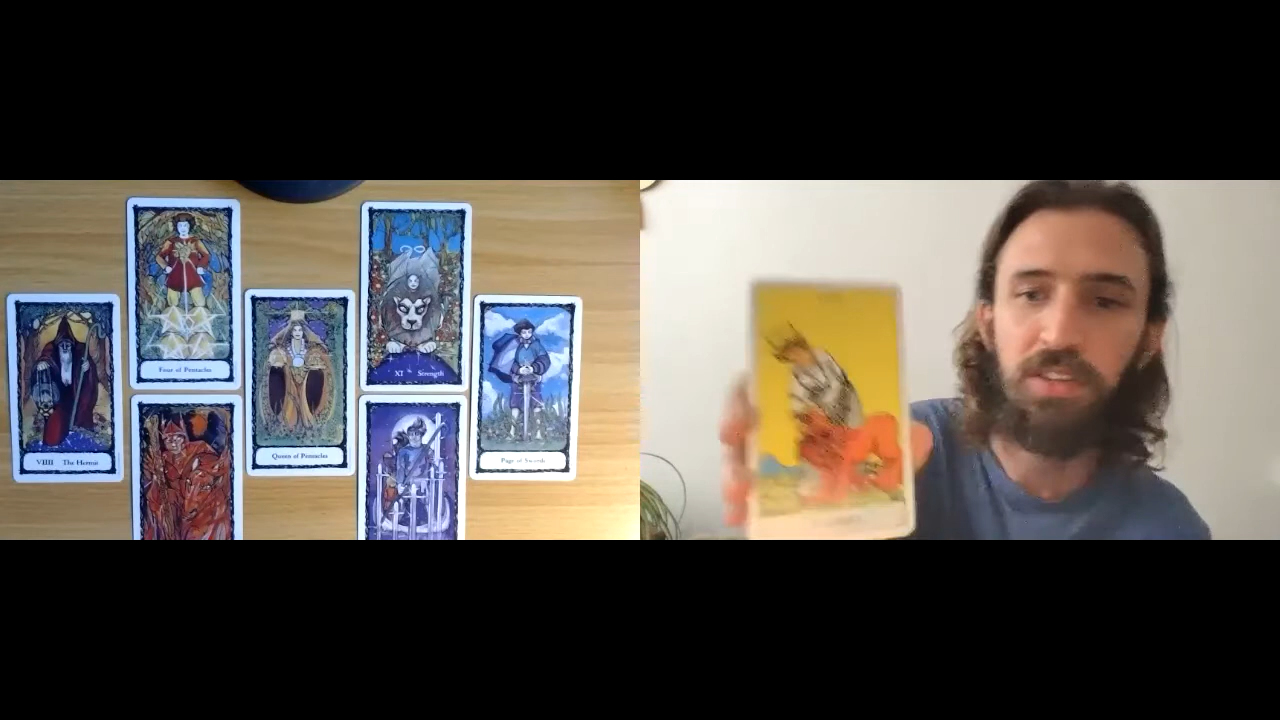 Four of Pentacles
XI Strength
VIIII The Hermit
Queen of Pentacles
Page of Swords